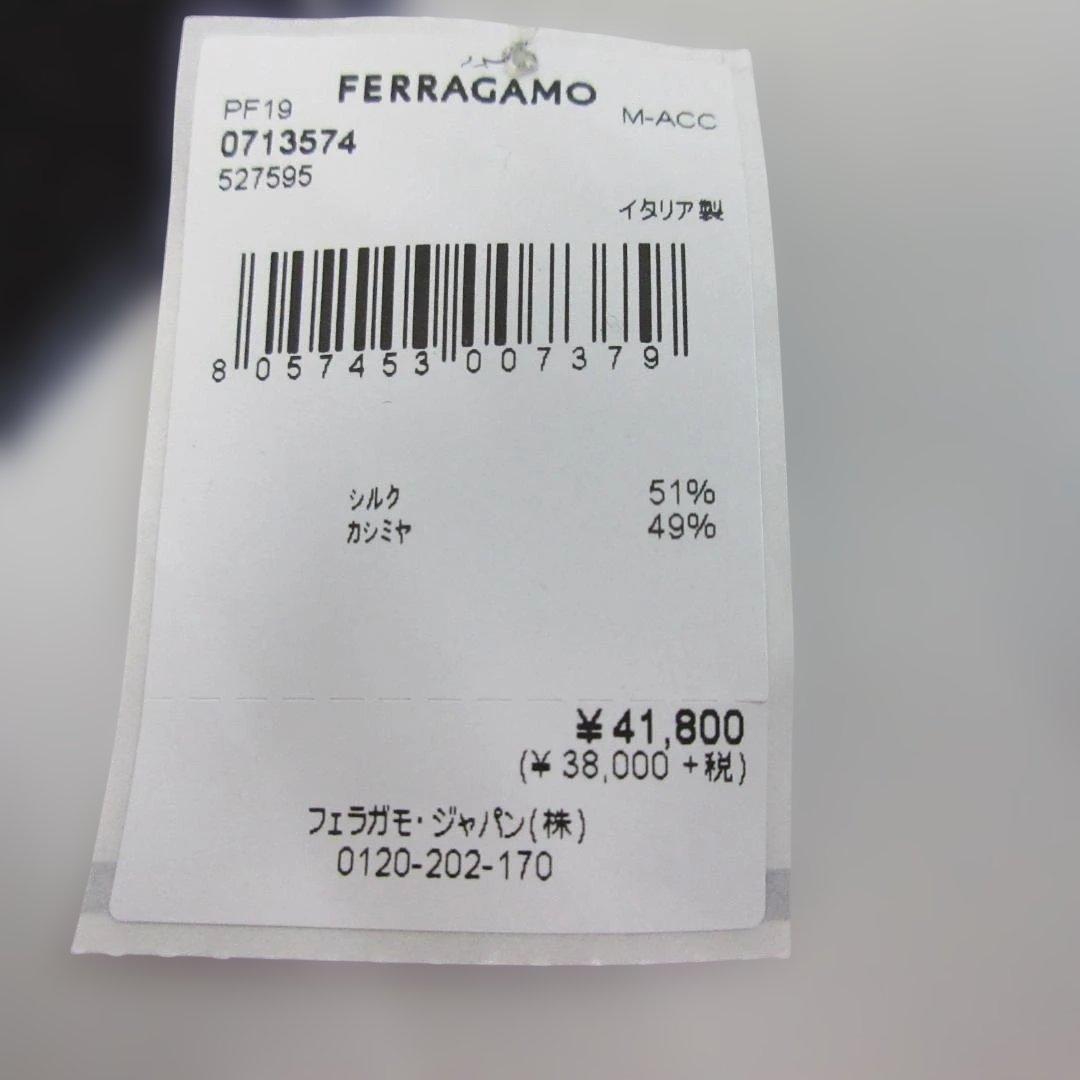 FERRAGAMO
PF19
M-ACC
0713574
527595
イタリア製
8 057453 007379
シルク 51%
カシミヤ 49%
¥41,800
(¥ 38,000 +税)
フェラガモ・ジャパン(株)
0120-202-170